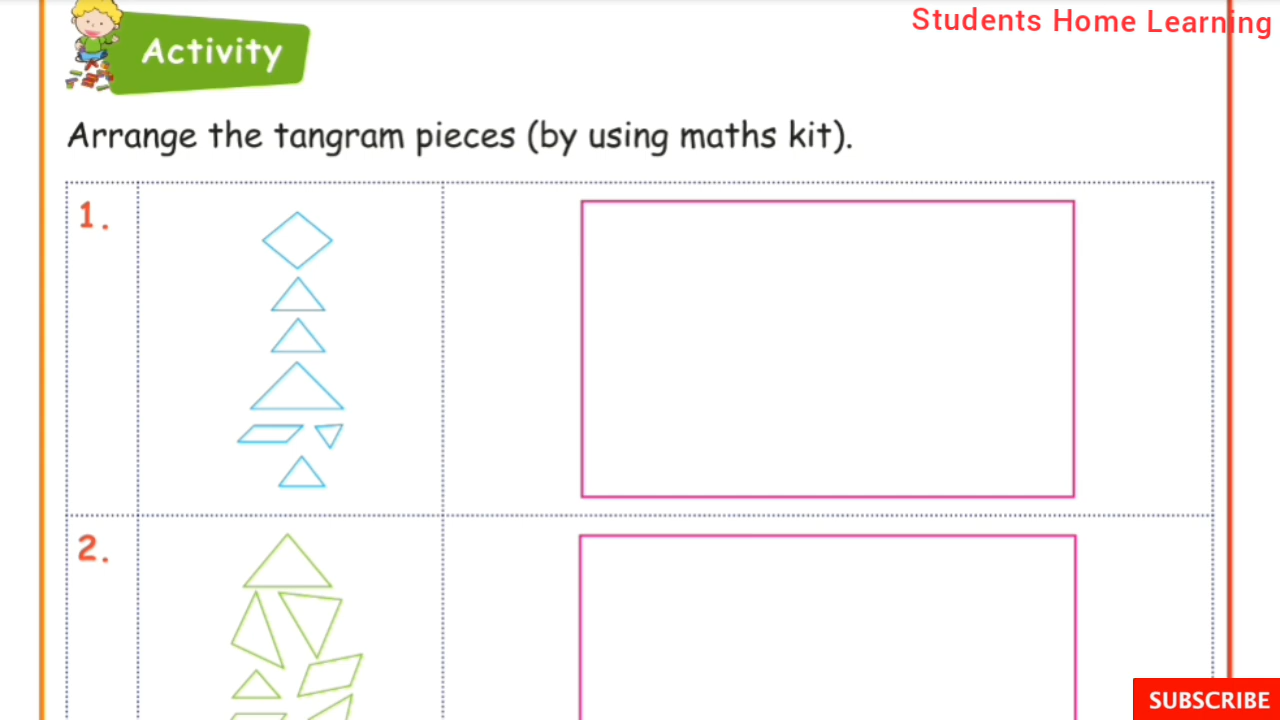 Students Home Learning
Activity
Arrange the tangram pieces (by using maths kit).
1.
2.
SUBSCRIBE